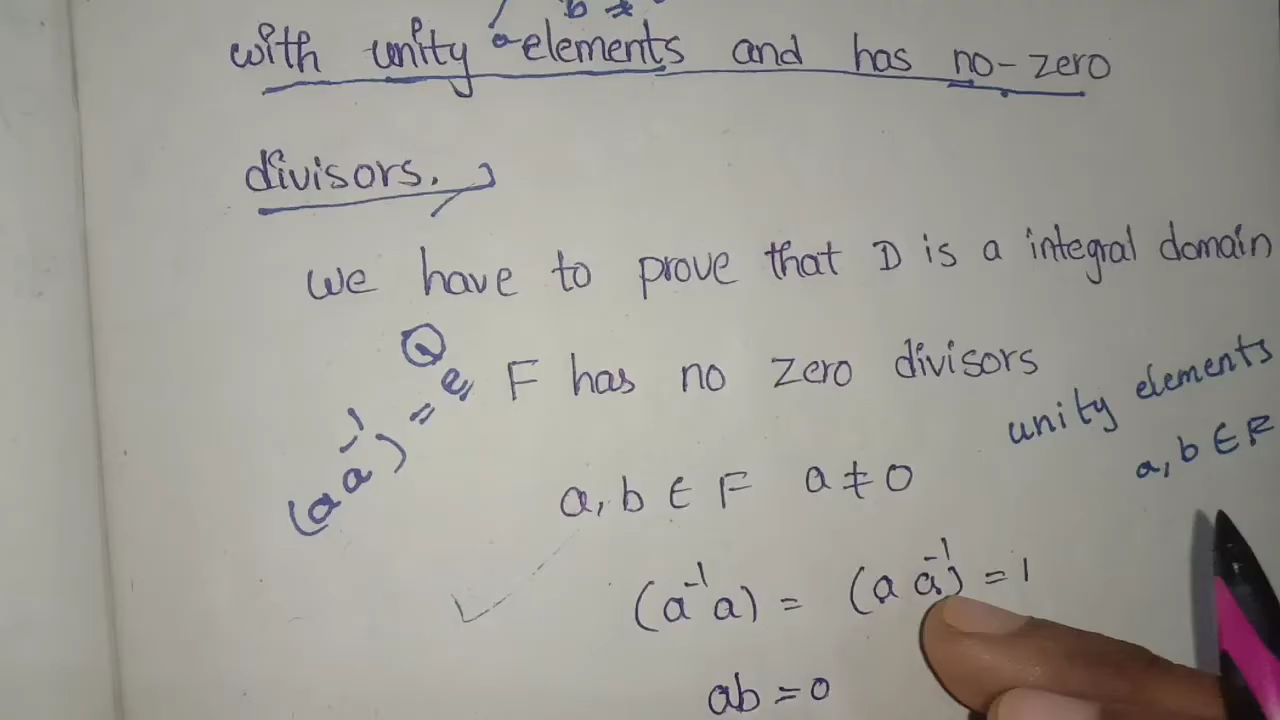 with unity elements and has no-zero
divisors.
we have to prove that D is a integral domain
F has no zero divisors
unity elements
a, b ∈ F
a, b ∈ F a ≠ 0
(a a⁻¹) = e
(a⁻¹a) = (a a⁻¹) = 1
ab = 0